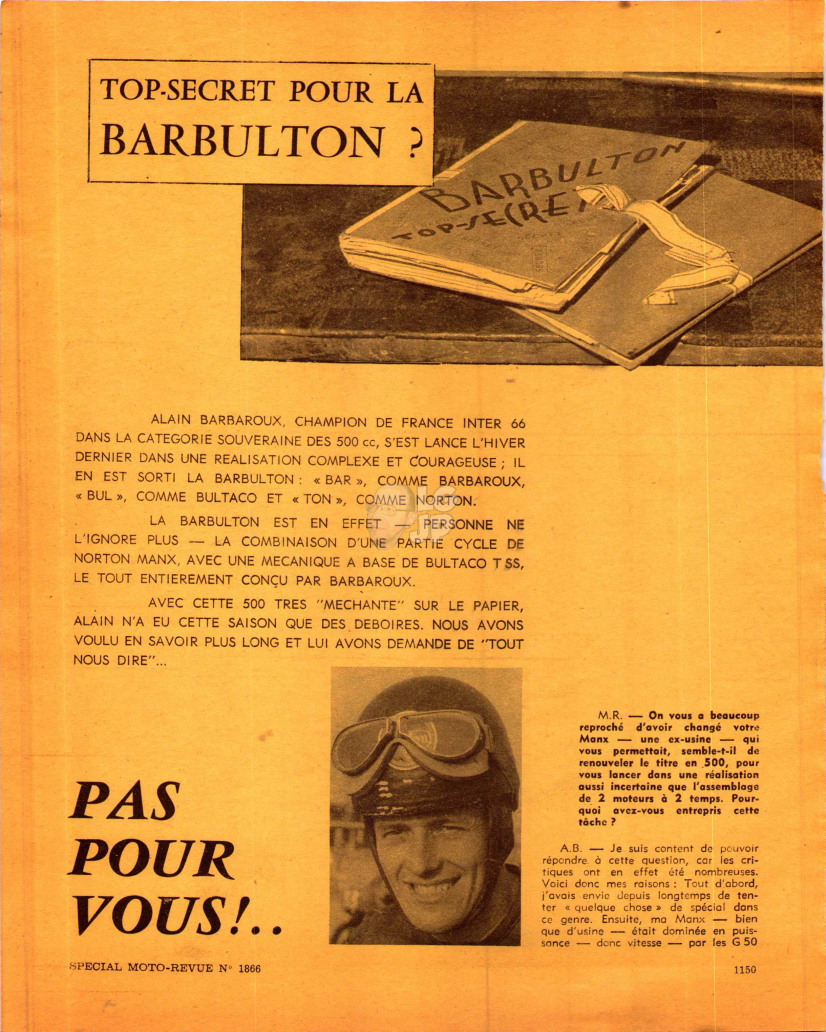 TOP-SECRET POUR LA
BARBULTON ?
BARBULTON
TOP-SECRET
ALAIN BARBAROUX, CHAMPION DE FRANCE INTER 66
DANS LA CATEGORIE SOUVERAINE DES 500 cc, S'EST LANCE L'HIVER
DERNIER DANS UNE REALISATION COMPLEXE ET COURAGEUSE ; IL
EN EST SORTI LA BARBULTON : « BAR », COMME BARBAROUX,
« BUL », COMME BULTACO ET « TON », COMME NORTON.
LA BARBULTON EST EN EFFET — PERSONNE NE
L'IGNORE PLUS — LA COMBINAISON D'UNE PARTIE CYCLE DE
NORTON MANX, AVEC UNE MECANIQUE A BASE DE BULTACO TSS,
LE TOUT ENTIEREMENT CONÇU PAR BARBAROUX.
AVEC CETTE 500 TRES "MECHANTE" SUR LE PAPIER,
ALAIN N'A EU CETTE SAISON QUE DES DEBOIRES. NOUS AVONS
VOULU EN SAVOIR PLUS LONG ET LUI AVONS DEMANDE DE "TOUT
NOUS DIRE"...
PAS
POUR
VOUS!..
M.R. — On vous a beaucoup
reproché d'avoir changé votre
Manx — une ex-usine — qui
vous permettait, semble-t-il de
renouveler le titre en 500, pour
vous lancer dans une réalisation
aussi incertaine que l'assemblage
de 2 moteurs à 2 temps. Pour-
quoi avez-vous entrepris cette
tâche ?
A.B. — Je suis content de pouvoir
répondre à cette question, car les cri-
tiques ont en effet été nombreuses.
Voici donc mes raisons : Tout d'abord,
j'avais envie depuis longtemps de ten-
ter « quelque chose » de spécial dans
ce genre. Ensuite, ma Manx — bien
que d'usine — était dominée en puis-
sance — donc vitesse — par les G 50
SPECIAL MOTO-REVUE N° 1866
1150